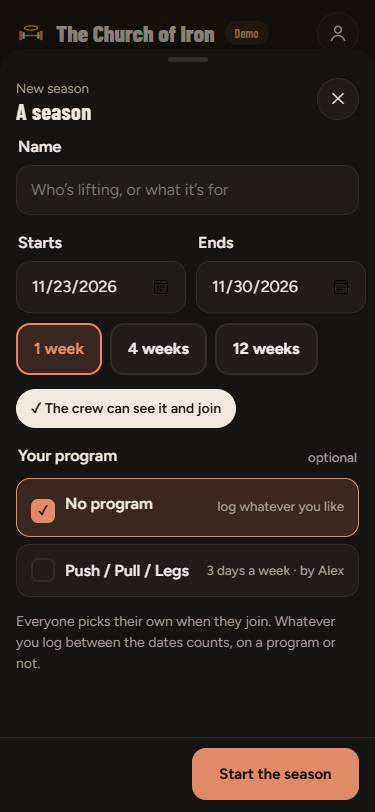 The Church of Iron Demo
New season
A season
Name
Who's lifting, or what it's for
Starts Ends
11/23/2026 11/30/2026
1 week 4 weeks 12 weeks
✓ The crew can see it and join
Your program optional
✓ No program log whatever you like
Push / Pull / Legs 3 days a week · by Alex
Everyone picks their own when they join. Whatever
you log between the dates counts, on a program or
not.
Start the season